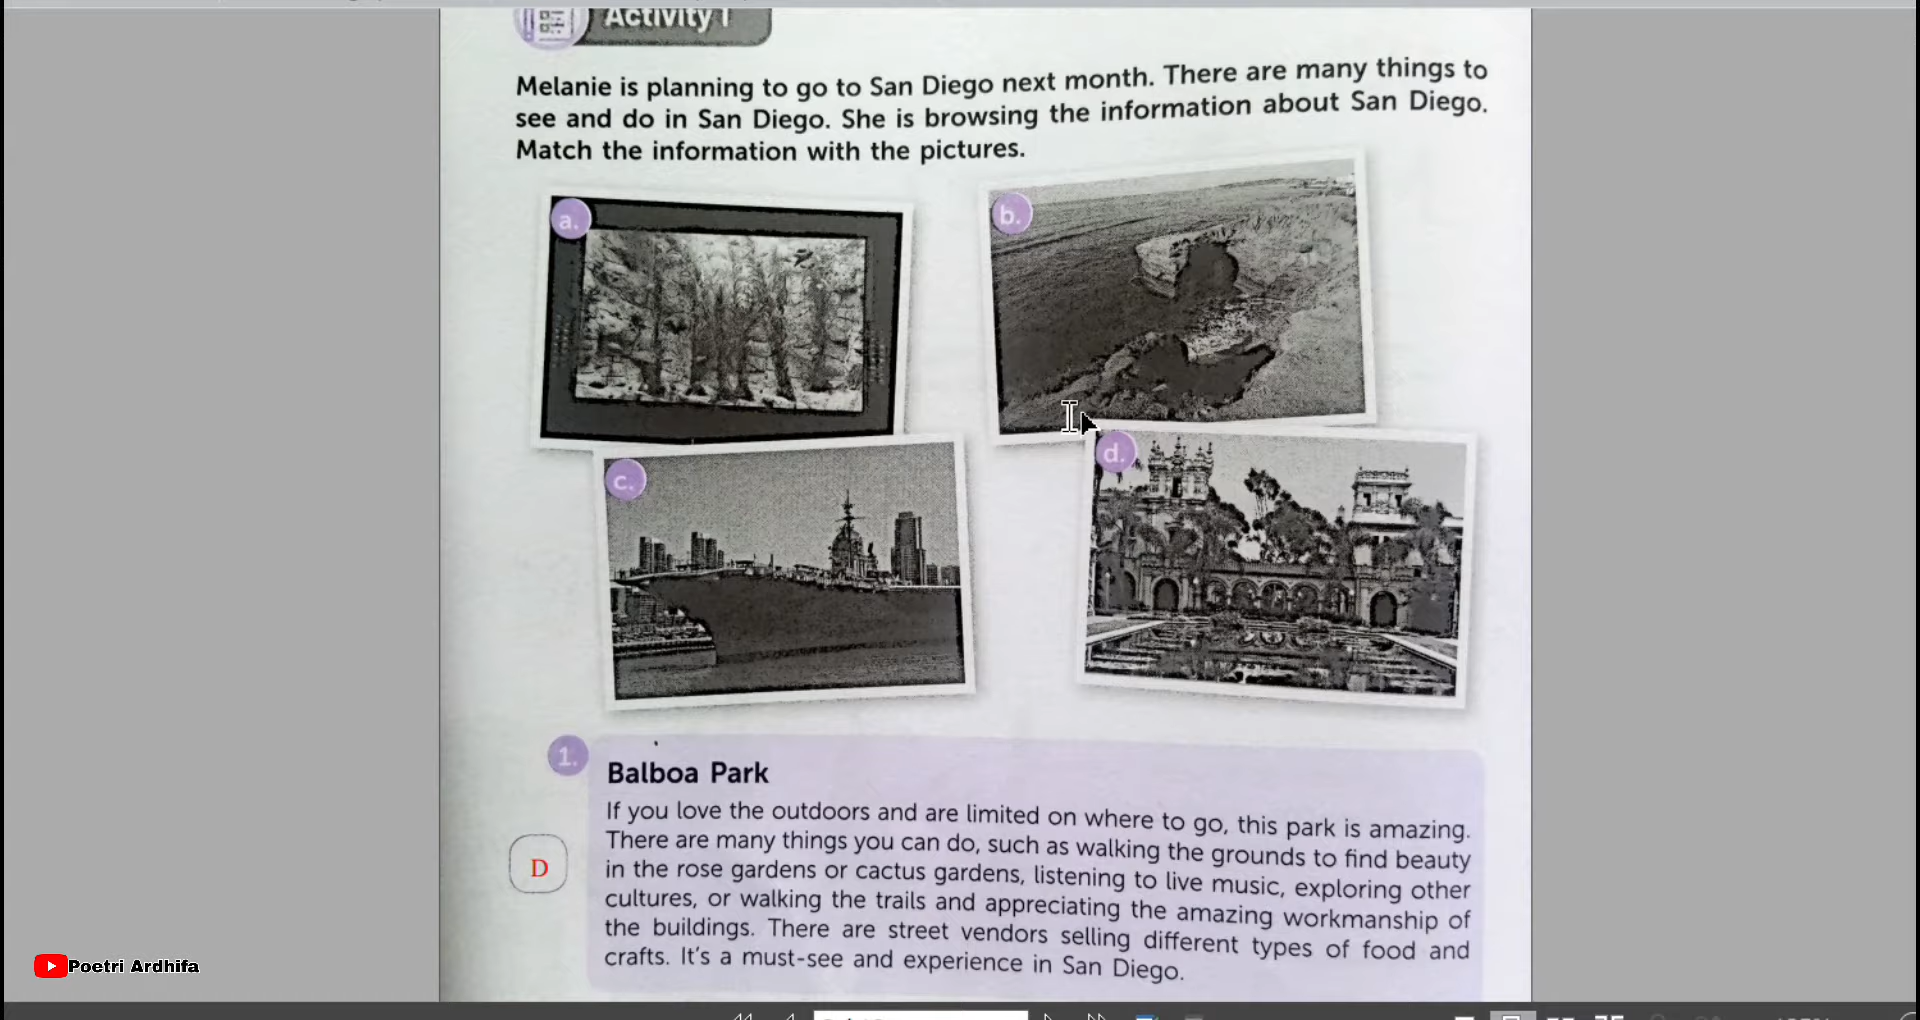 Activity 1
Melanie is planning to go to San Diego next month. There are many things to
see and do in San Diego. She is browsing the information about San Diego.
Match the information with the pictures.
a.
b.
c.
d.
1.
Balboa Park
If you love the outdoors and are limited on where to go, this park is amazing.
There are many things you can do, such as walking the grounds to find beauty
in the rose gardens or cactus gardens, listening to live music, exploring other
cultures, or walking the trails and appreciating the amazing workmanship of
the buildings. There are street vendors selling different types of food and
crafts. It's a must-see and experience in San Diego.
D
Poetri Ardhifa